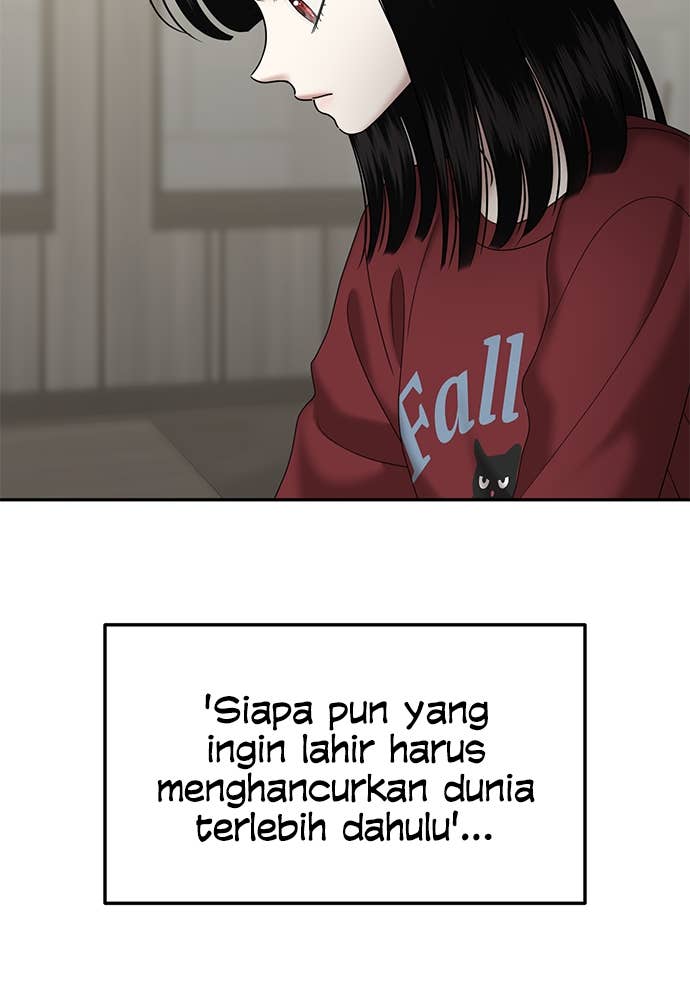 Fall
'Siapa pun yang
ingin lahir harus
menghancurkan dunia
terlebih dahulu'...